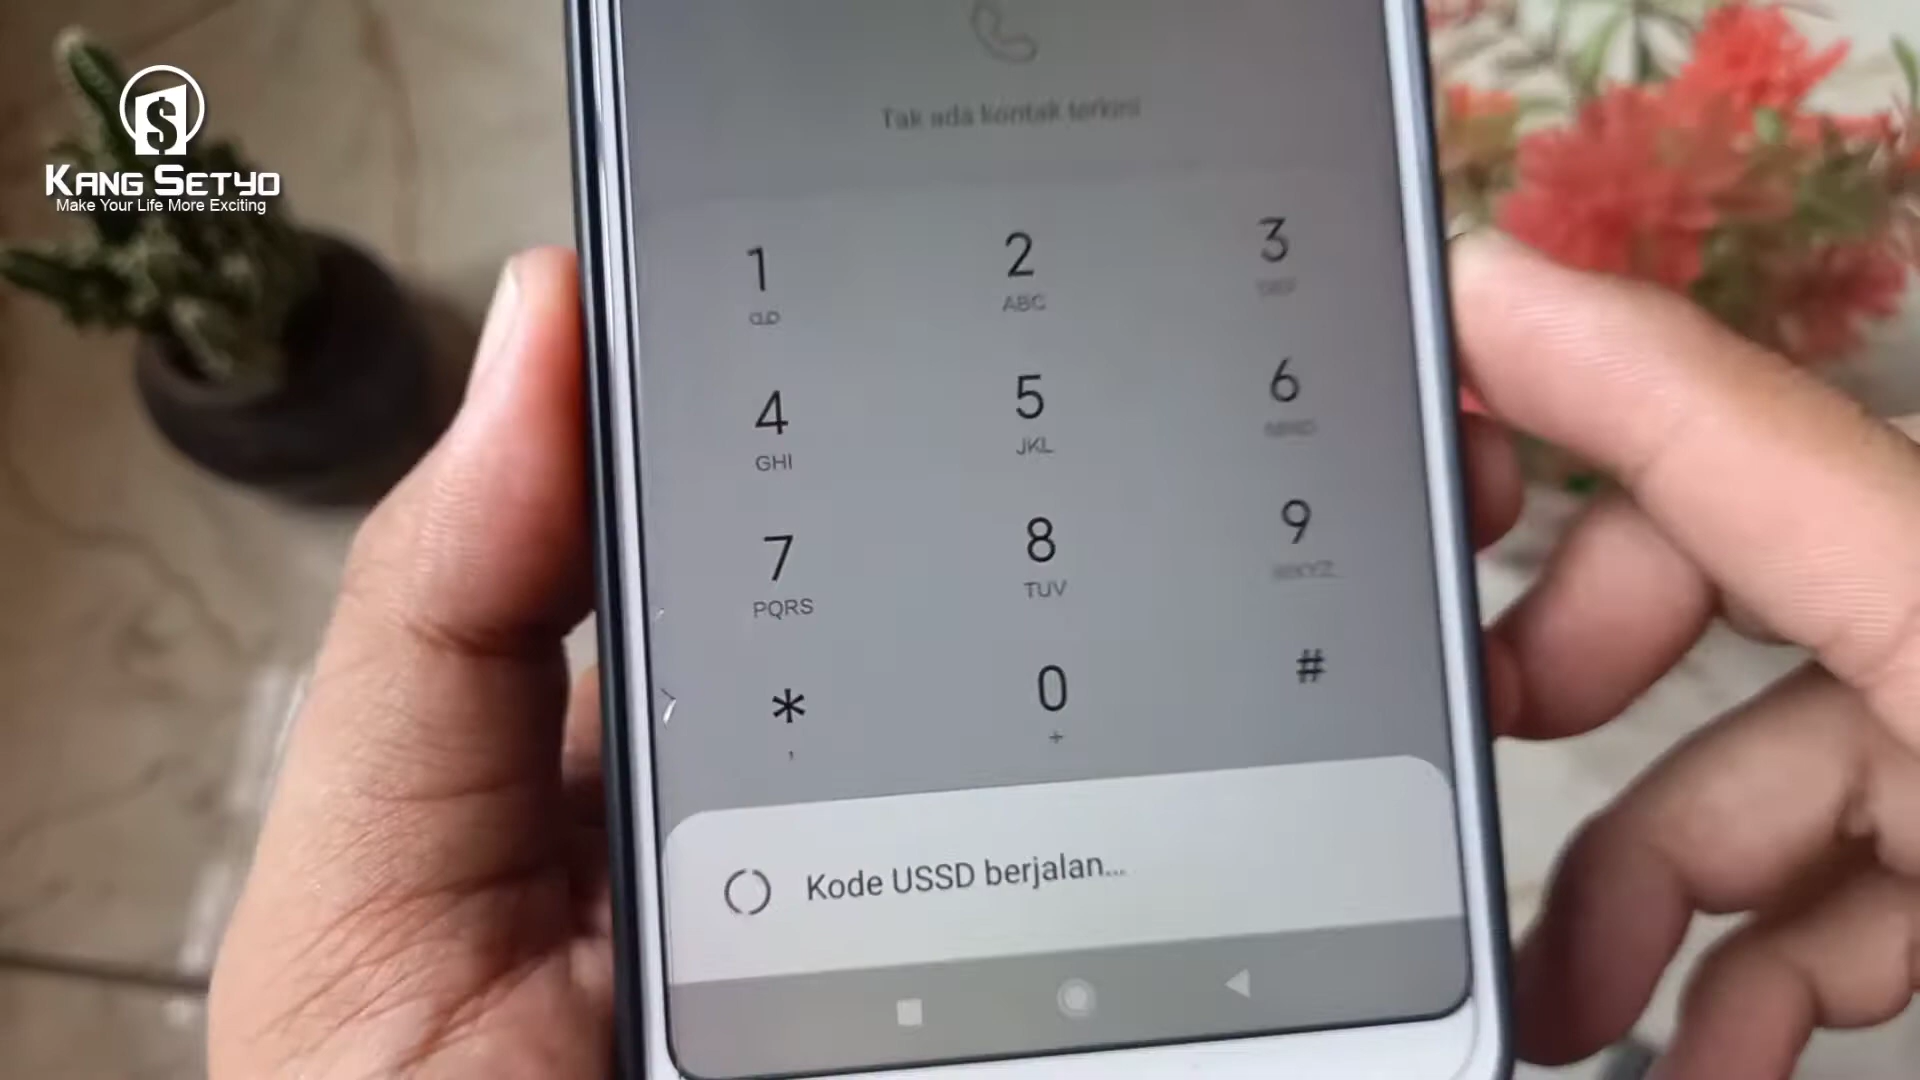 Kang Setyo
Make Your Life More Exciting
Tak ada kontak terkini
1 2 3
ABC
4 5 6
GHI JKL
7 8 9
PQRS TUV
* 0 #
, +
Kode USSD berjalan...